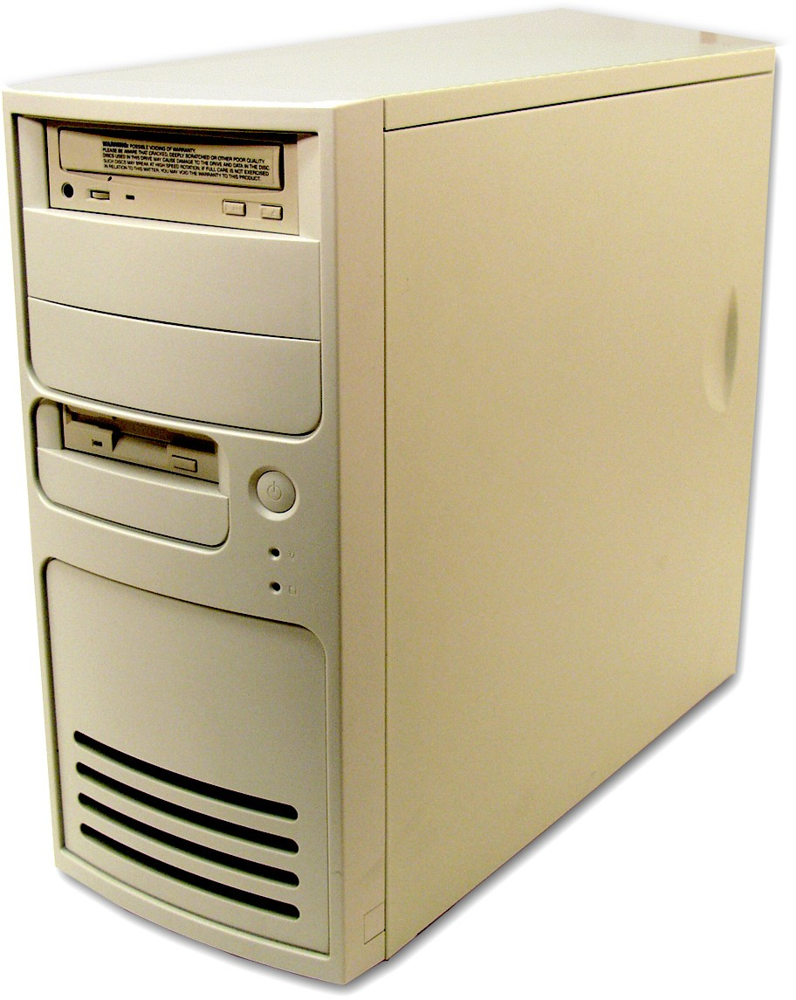 WARNING: POSSIBLE VOIDING OF WARRANTY.
PLEASE BE AWARE THAT CRACKED, DEEPLY SCRATCHED OR OTHER POOR QUALITY
DISCS USED IN THIS DRIVE MAY CAUSE DAMAGE TO THE DRIVE AND DATA IN THE DISC.
SUCH DISCS MAY BREAK AT HIGH SPEED ROTATION. IF FULL CARE IS NOT EXERCISED
IN RELATION TO THIS MATTER, YOU MAY VOID THE WARRANTY TO THIS PRODUCT.